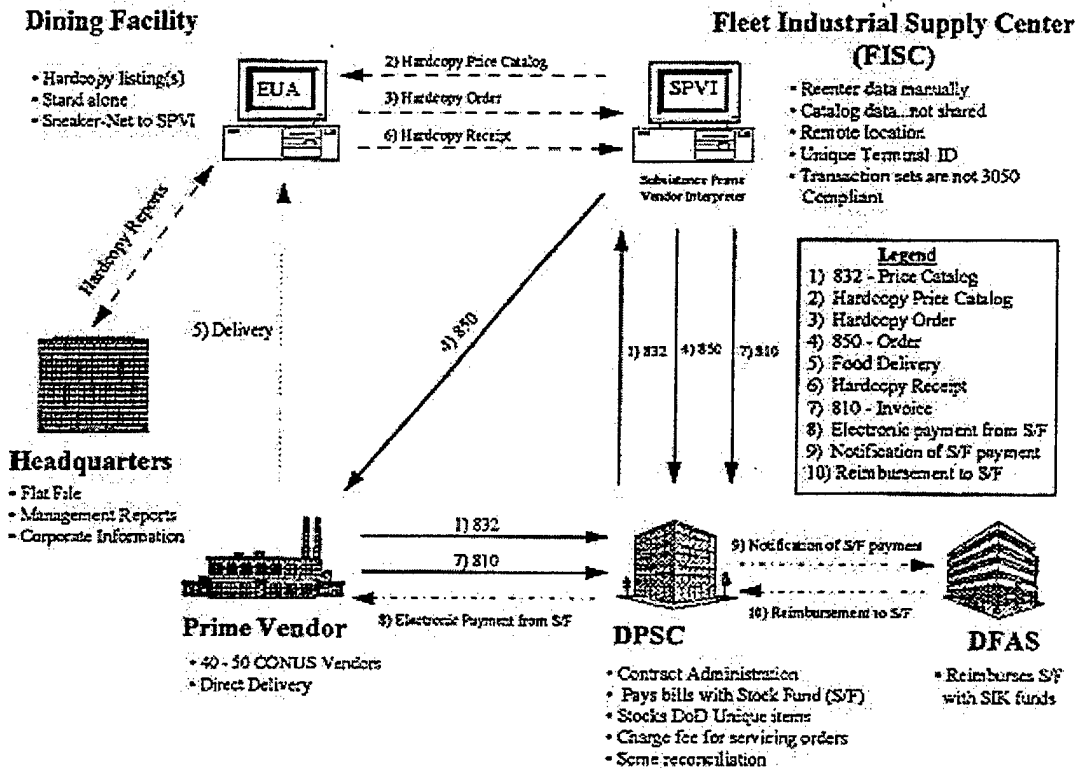 Dining Facility
• Hardcopy listing(s)
• Stand alone
• Sneaker-Net to SPVI
EUA
2) Hardcopy Price Catalog
3) Hardcopy Order
6) Hardcopy Receipt
SPVI
Subsistence Prime
Vendor Interpreter
Fleet Industrial Supply Center
(FISC)
• Reenter data manually
• Catalog data...not shared
• Remote location
• Unique Terminal ID
• Transaction sets are not 3050
Compliant
Hardcopy Reports
5) Delivery
4) 850
1) 832
4) 850
7) 810
Legend
1) 832 - Price Catalog
2) Hardcopy Price Catalog
3) Hardcopy Order
4) 850 - Order
5) Food Delivery
6) Hardcopy Receipt
7) 810 - Invoice
8) Electronic payment from S/F
9) Notification of S/F payment
10) Reimbursement to S/F
Headquarters
• Flat File
• Management Reports
• Corporate Information
1) 832
7) 810
8) Electronic Payment from S/F
9) Notification of S/F payment
10) Reimbursement to S/F
Prime Vendor
• 40 - 50 CONUS Vendors
• Direct Delivery
DPSC
• Contract Administration
• Pays bills with Stock Fund (S/F)
• Stocks DoD Unique items
• Charge fee for servicing orders
• Some reconciliation
DFAS
• Reimburses S/F
with SIK funds